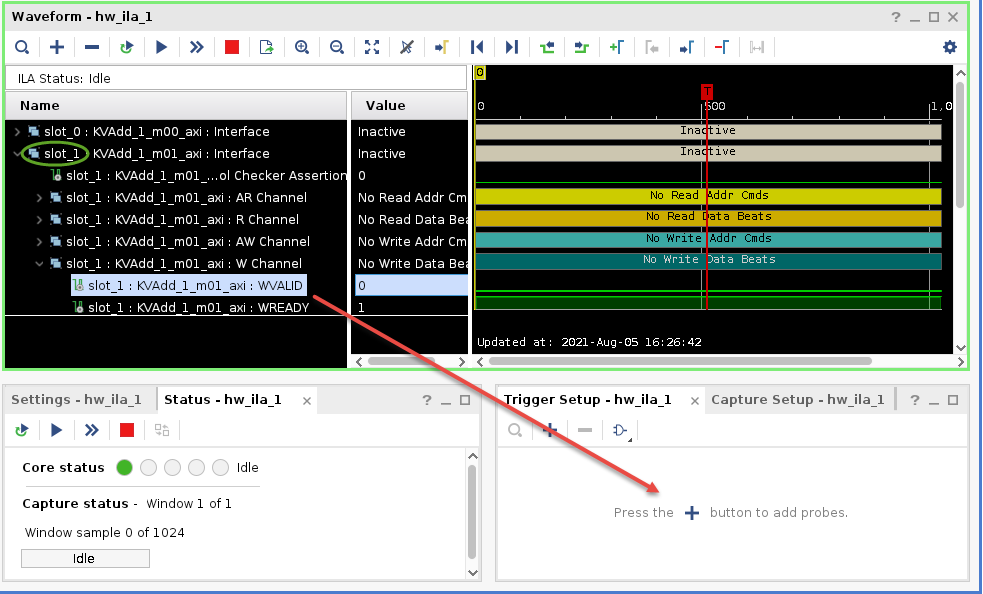 Waveform - hw_ila_1
ILA Status: Idle
Name Value
0 T
0 500 1,0
slot_0 : KVAdd_1_m00_axi : Interface Inactive Inactive
slot_1 : KVAdd_1_m01_axi : Interface Inactive Inactive
slot_1 : KVAdd_1_m01_...ol Checker Assertion 0
slot_1 : KVAdd_1_m01_axi : AR Channel No Read Addr Cm No Read Addr Cmds
slot_1 : KVAdd_1_m01_axi : R Channel No Read Data Bea No Read Data Beats
slot_1 : KVAdd_1_m01_axi : AW Channel No Write Addr Cm No Write Addr Cmds
slot_1 : KVAdd_1_m01_axi : W Channel No Write Data Bea No Write Data Beats
slot_1 : KVAdd_1_m01_axi : WVALID 0
slot_1 : KVAdd_1_m01_axi : WREADY 1
Updated at: 2021-Aug-05 16:26:42
Settings - hw_ila_1 Status - hw_ila_1
Core status Idle
Capture status - Window 1 of 1
Window sample 0 of 1024
Idle
Trigger Setup - hw_ila_1 Capture Setup - hw_ila_1
Press the + button to add probes.